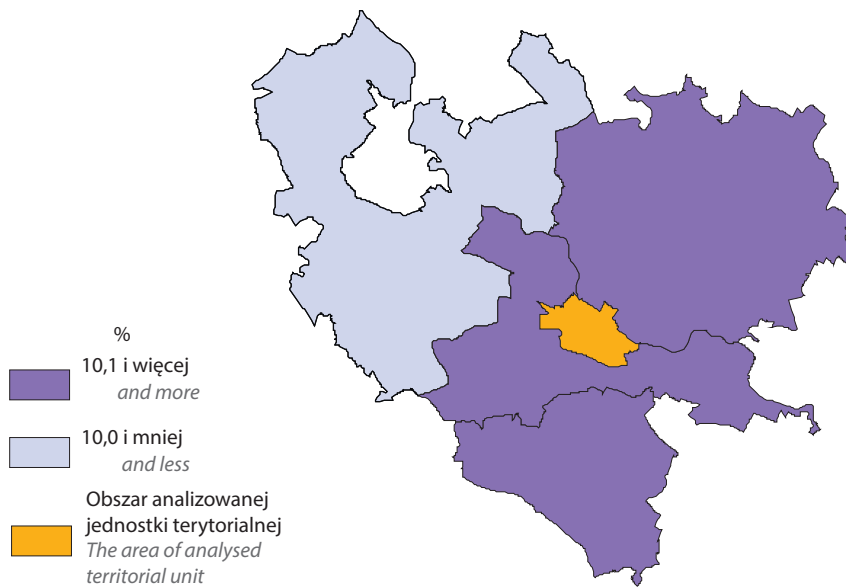 %
10,1 i więcej
and more
10,0 i mniej
and less
Obszar analizowanej
jednostki terytorialnej
The area of analysed
territorial unit